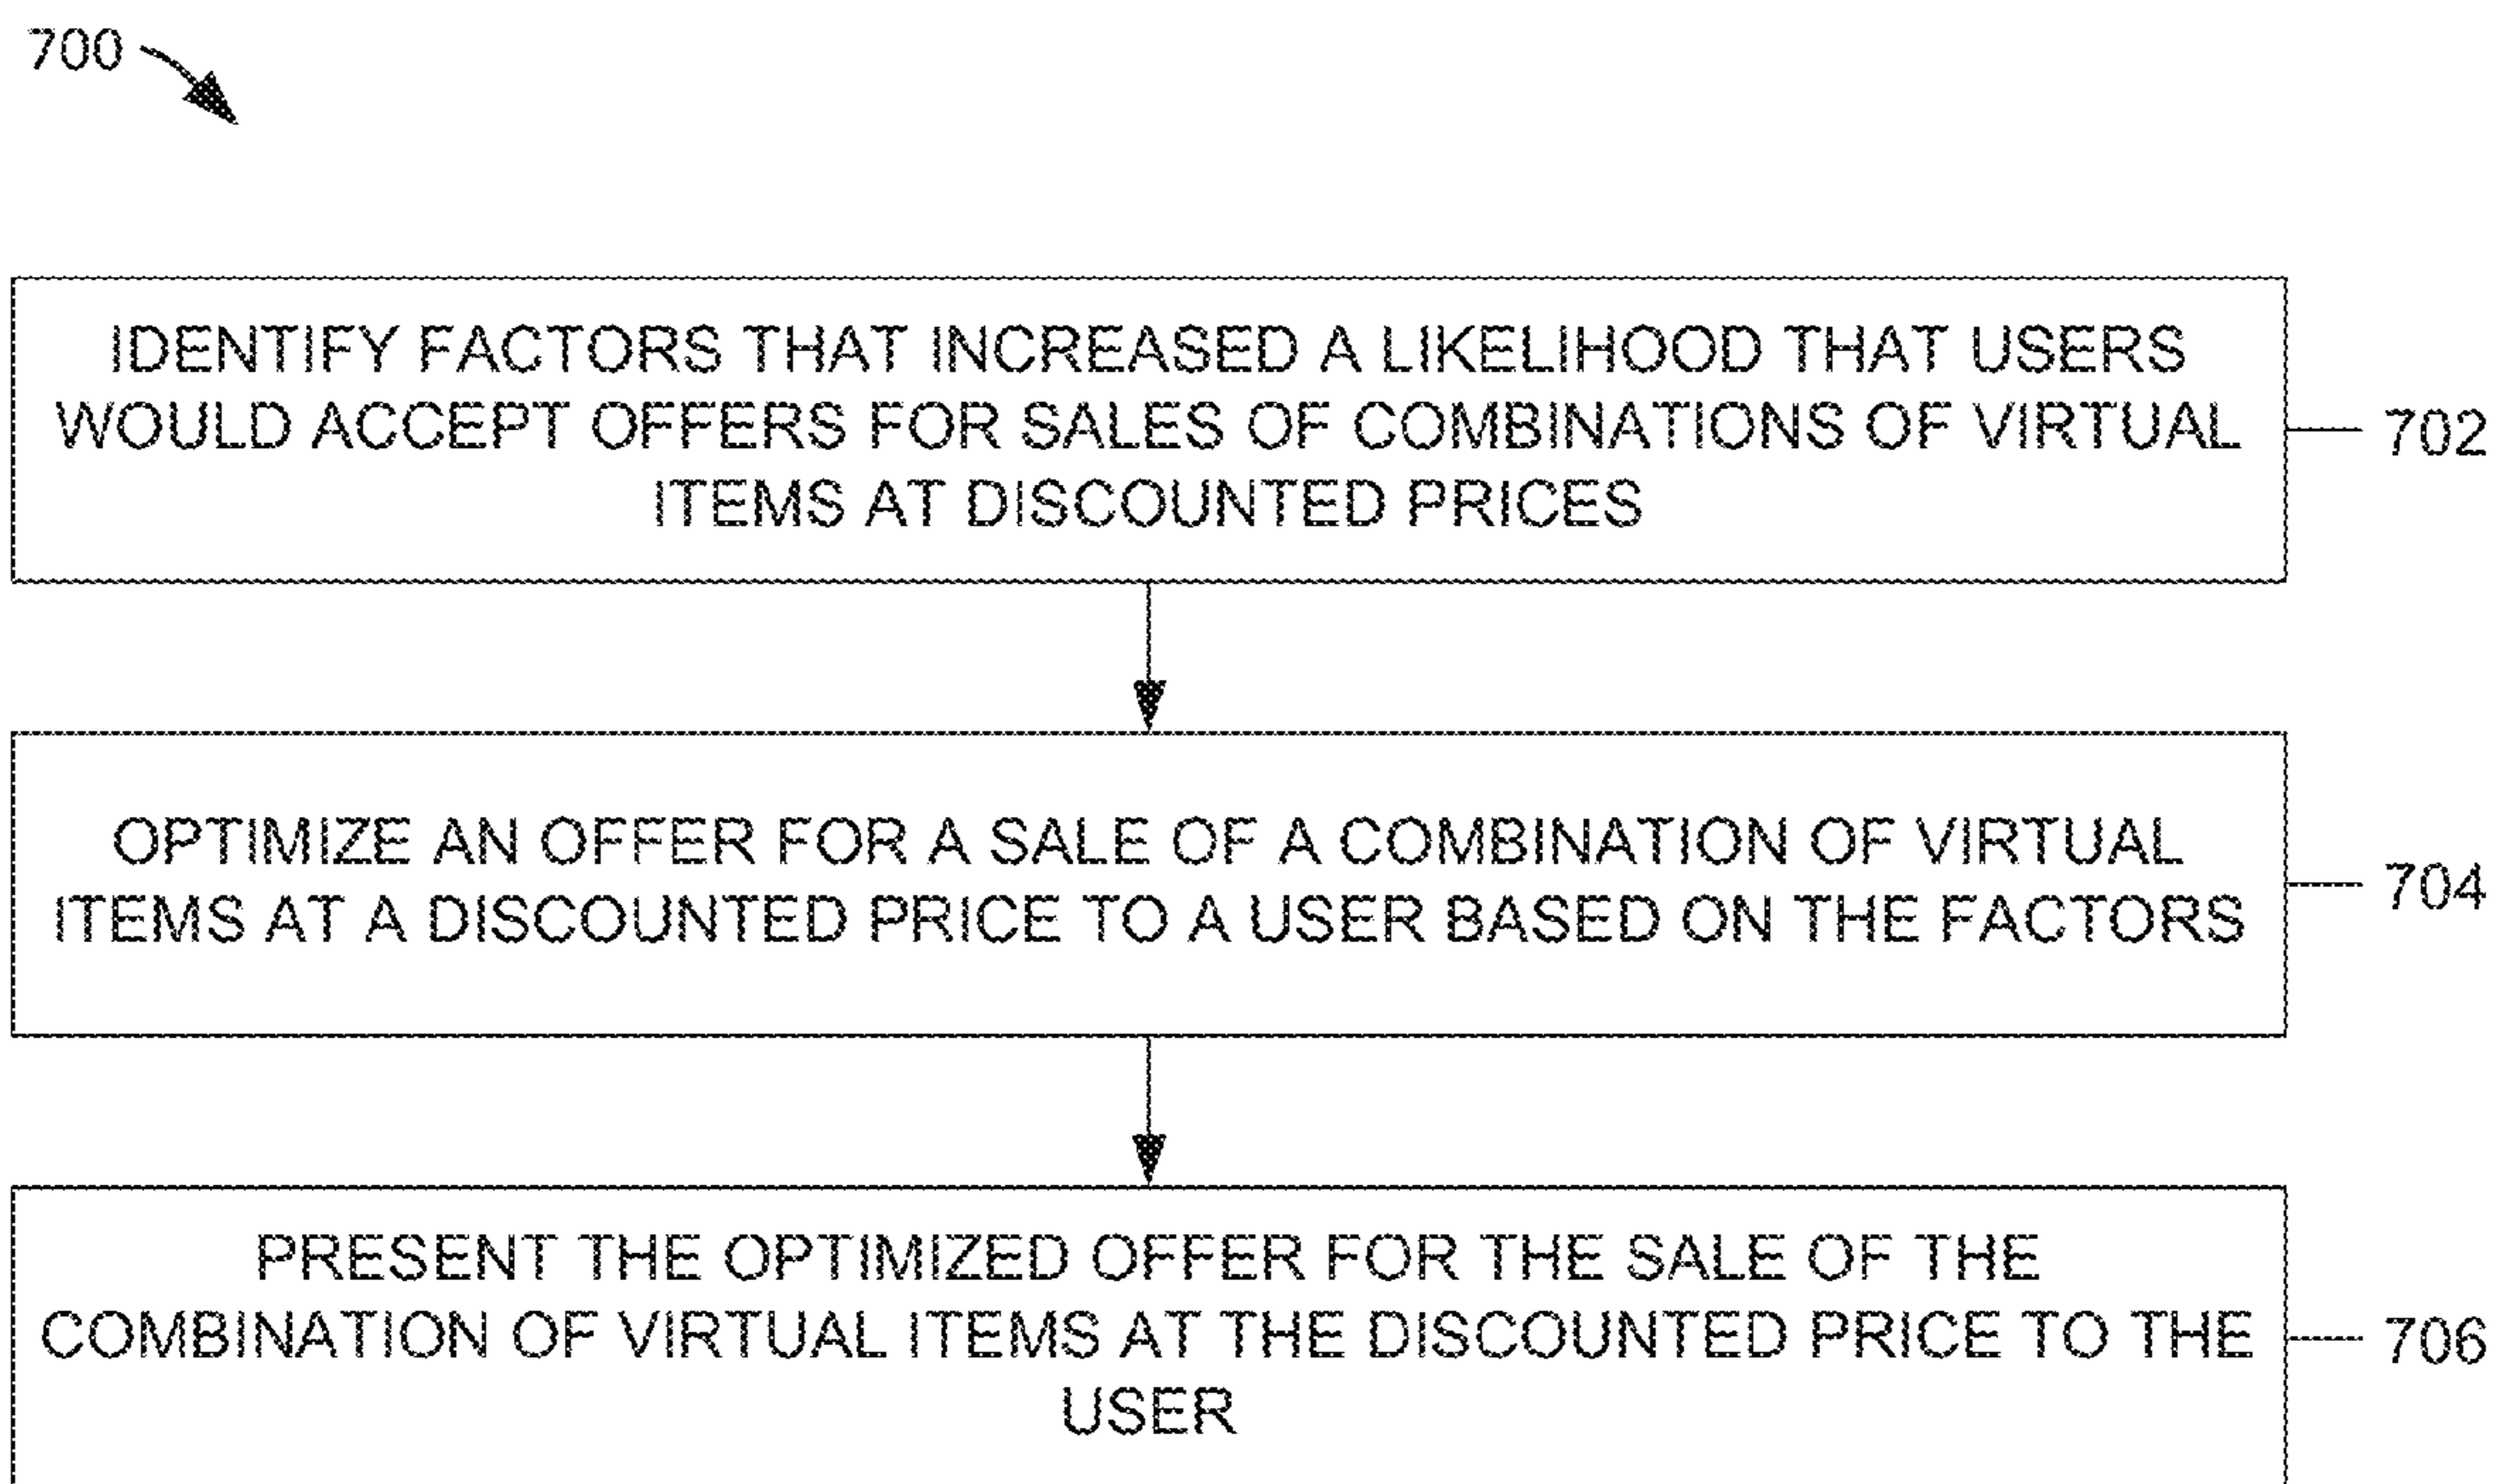 700
IDENTIFY FACTORS THAT INCREASED A LIKELIHOOD THAT USERS
WOULD ACCEPT OFFERS FOR SALES OF COMBINATIONS OF VIRTUAL
ITEMS AT DISCOUNTED PRICES
702
OPTIMIZE AN OFFER FOR A SALE OF A COMBINATION OF VIRTUAL
ITEMS AT A DISCOUNTED PRICE TO A USER BASED ON THE FACTORS
704
PRESENT THE OPTIMIZED OFFER FOR THE SALE OF THE
COMBINATION OF VIRTUAL ITEMS AT THE DISCOUNTED PRICE TO THE
USER
706